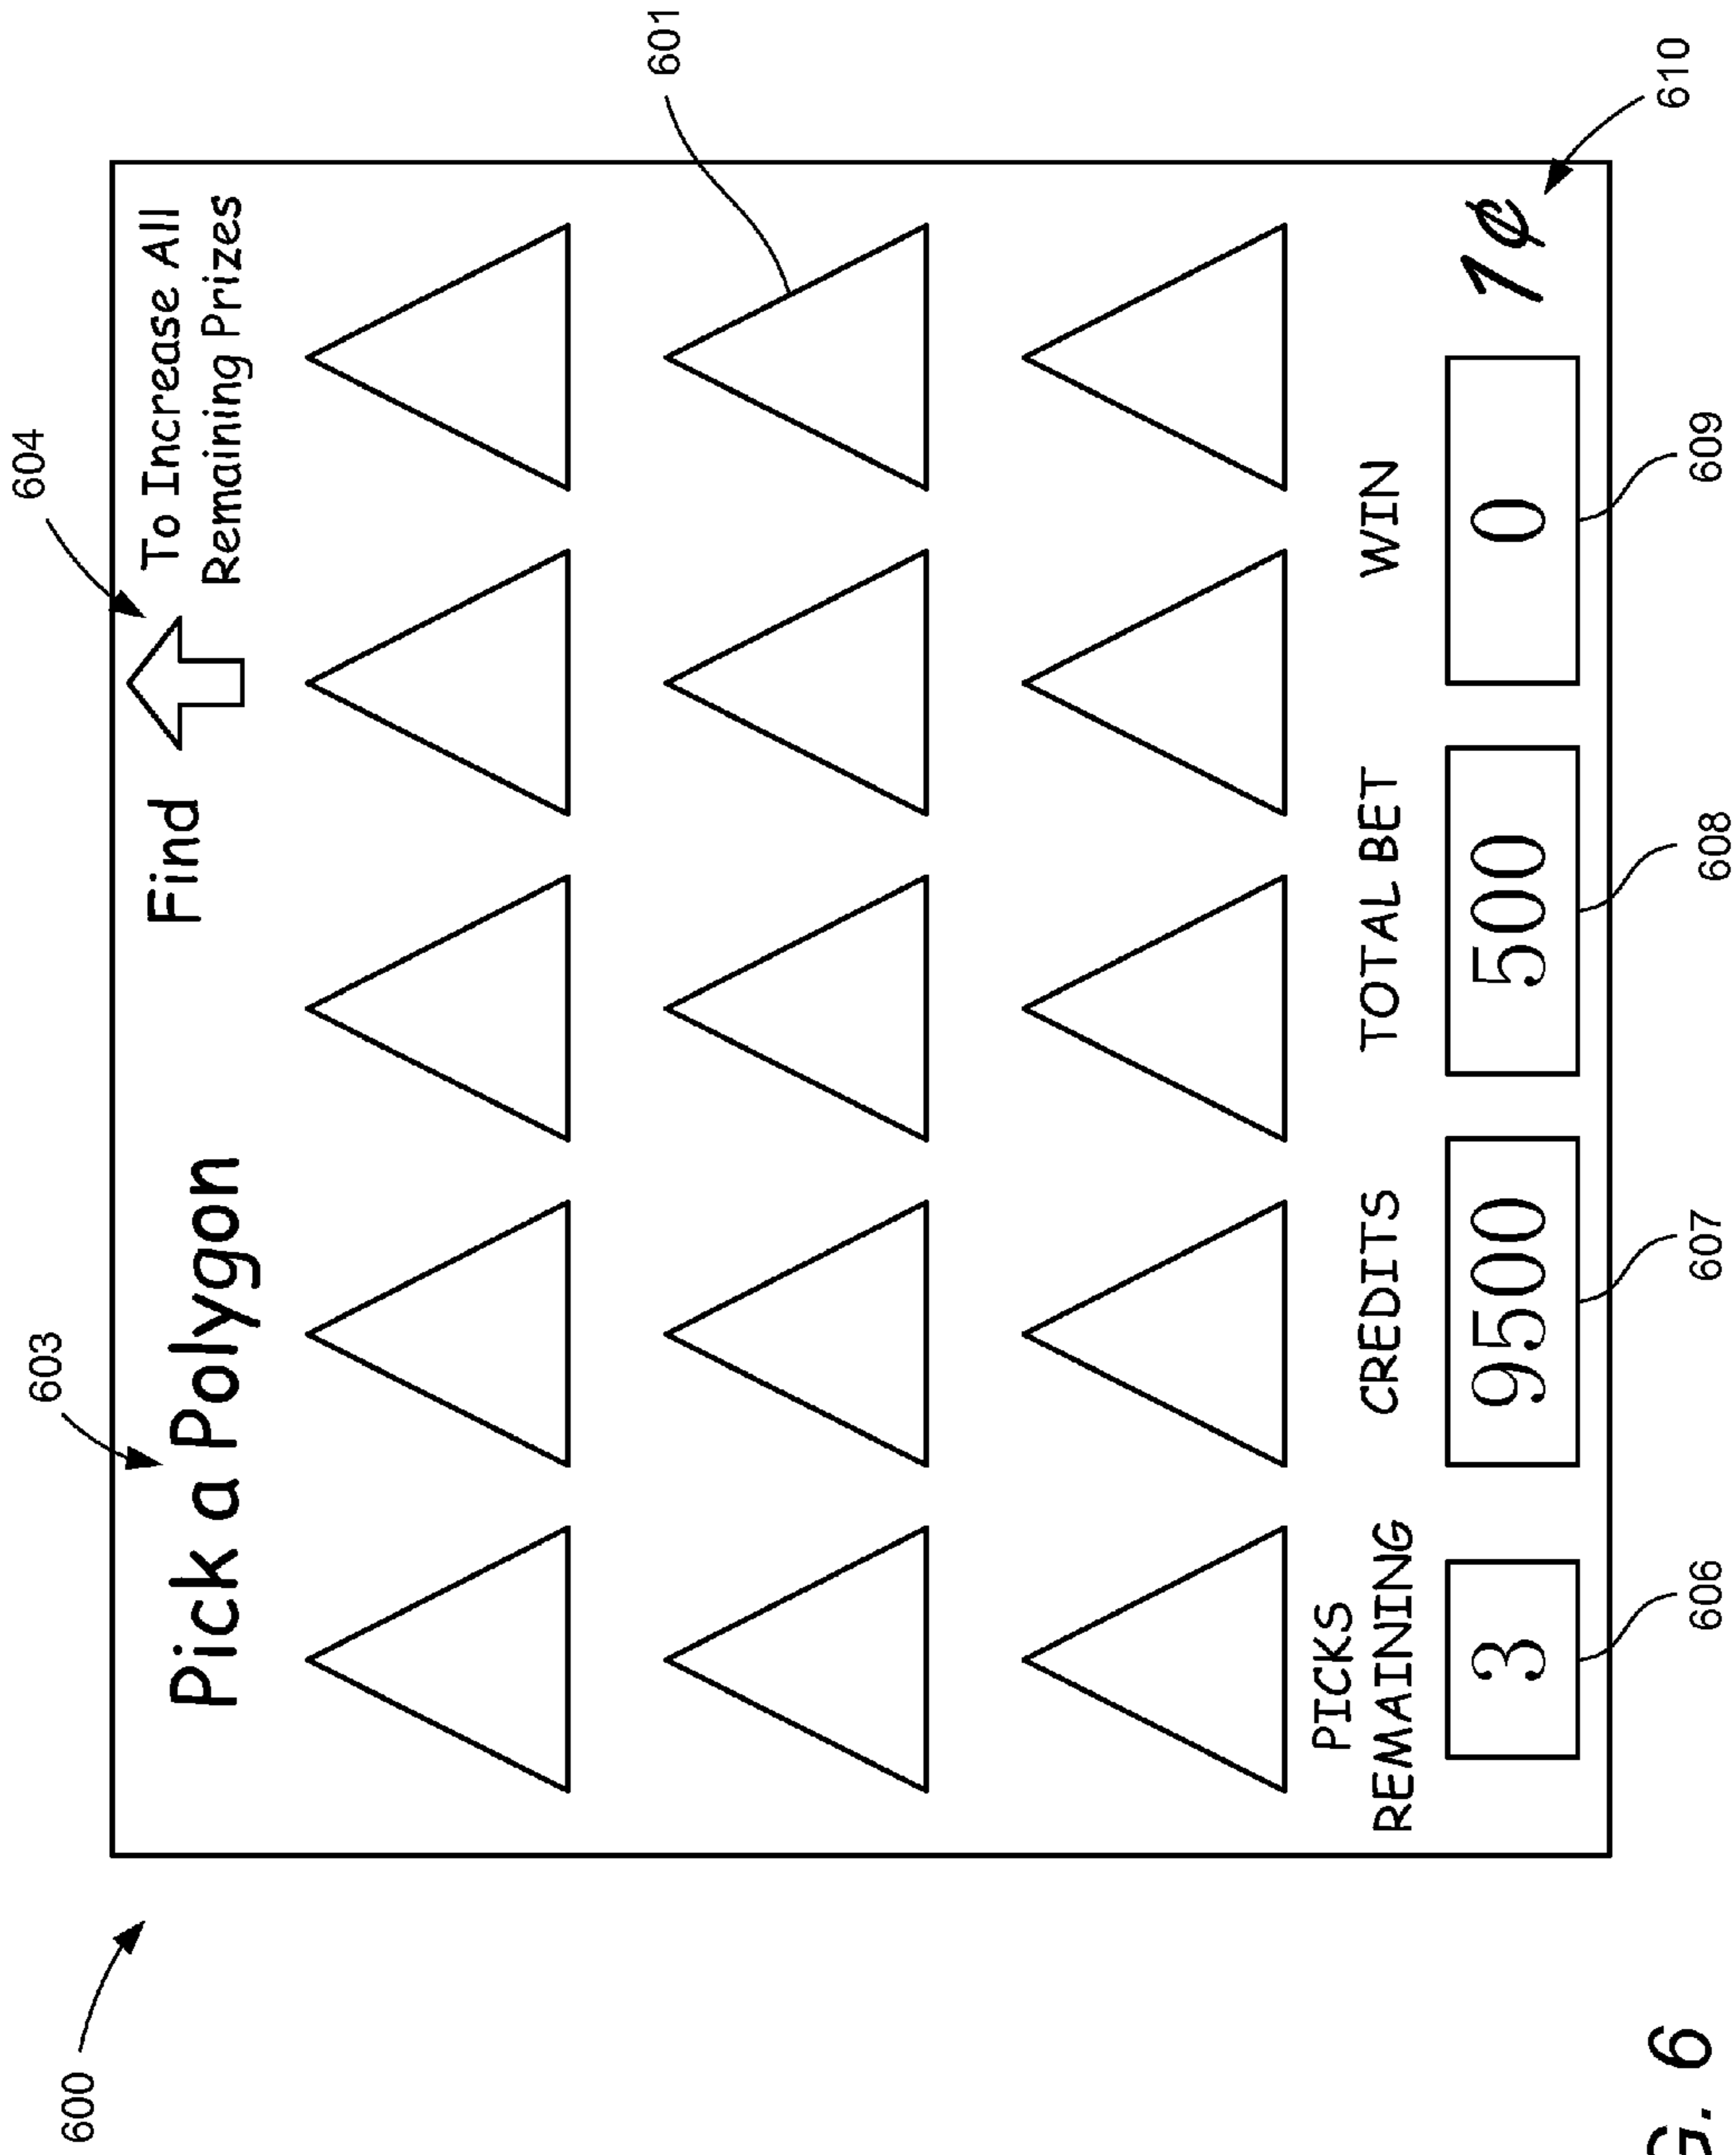 600
603
604
Pick a Polygon
Find
To Increase All
Remaining Prizes
601
PICKS
REMAINING
CREDITS
TOTAL BET
WIN
3
9500
500
0
1¢
606
607
608
609
610
6